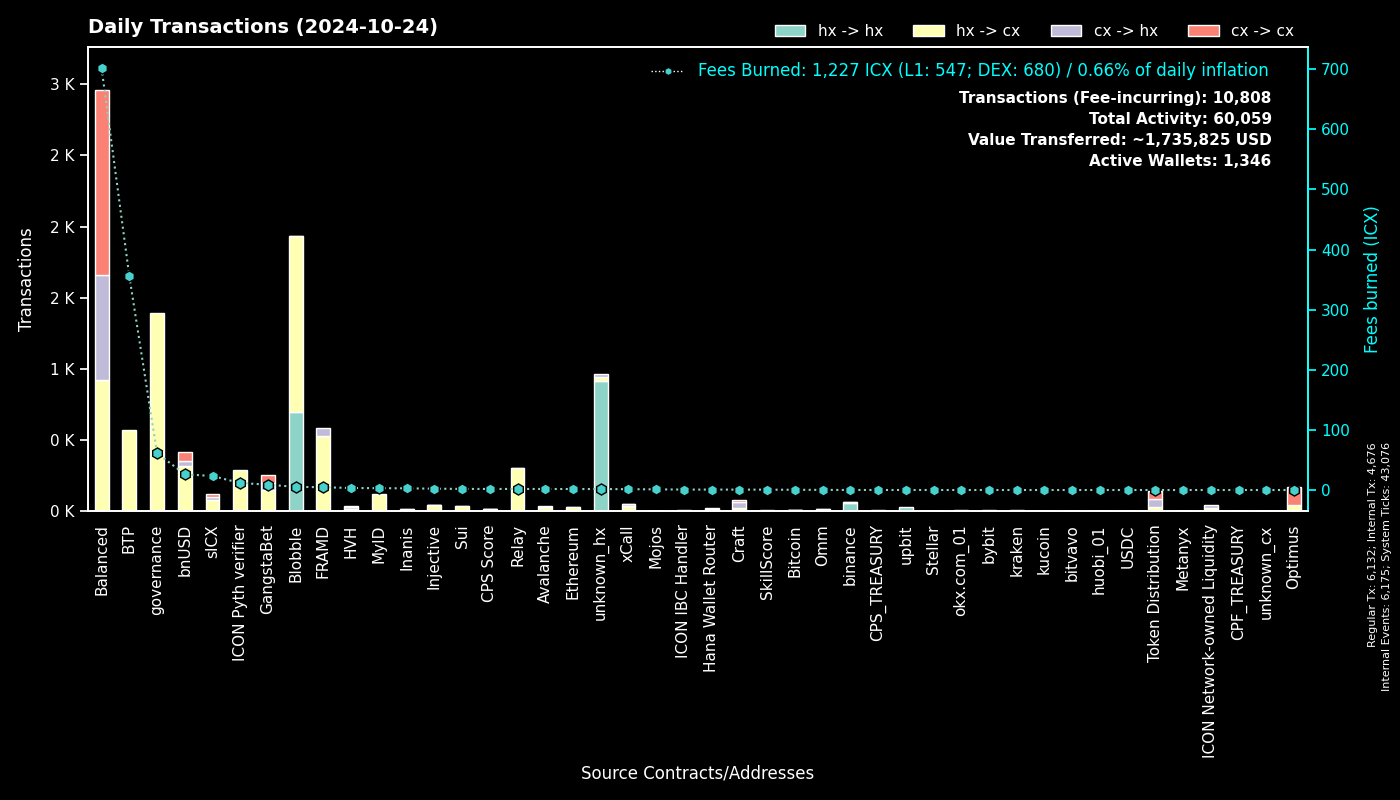 Daily Transactions (2024-10-24)
hx -> hx
hx -> cx
cx -> hx
cx -> cx
Fees Burned: 1,227 ICX (L1: 547; DEX: 680) / 0.66% of daily inflation
Transactions (Fee-incurring): 10,808
Total Activity: 60,059
Value Transferred: ~1,735,825 USD
Active Wallets: 1,346
Transactions
3 K
2 K
2 K
2 K
1 K
0 K
0 K
700
600
500
400
300
200
100
0
Fees burned (ICX)
Regular Tx: 6,132; Internal Tx: 4,676
Internal Events: 6,175; System Ticks: 43,076
Balanced
BTP
governance
bnUSD
sICX
ICON Pyth verifier
GangstaBet
Blobble
FRAMD
HVH
MyID
Inanis
Injective
Sui
CPS Score
Relay
Avalanche
Ethereum
unknown_hx
xCall
Mojos
ICON IBC Handler
Hana Wallet Router
Craft
SkillScore
Bitcoin
Omm
binance
CPS_TREASURY
upbit
Stellar
okx.com_01
bybit
kraken
kucoin
bitvavo
huobi_01
USDC
Token Distribution
Metanyx
ICON Network-owned Liquidity
CPF_TREASURY
unknown_cx
Optimus
Source Contracts/Addresses